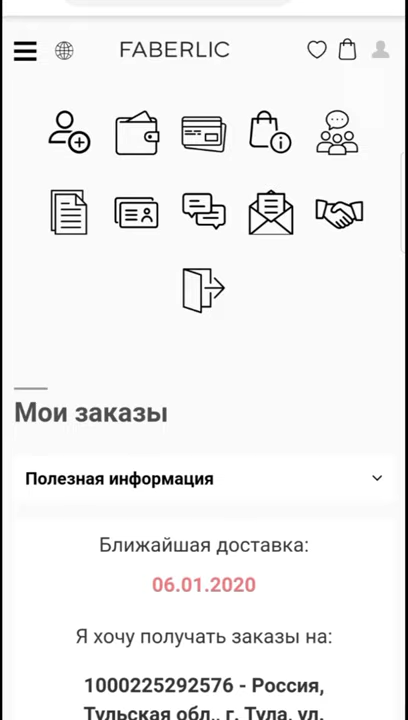 FABERLIC
Мои заказы
Полезная информация
Ближайшая доставка:
06.01.2020
Я хочу получать заказы на:
1000225292576 - Россия,
Тульская обл., г. Тула, ул.